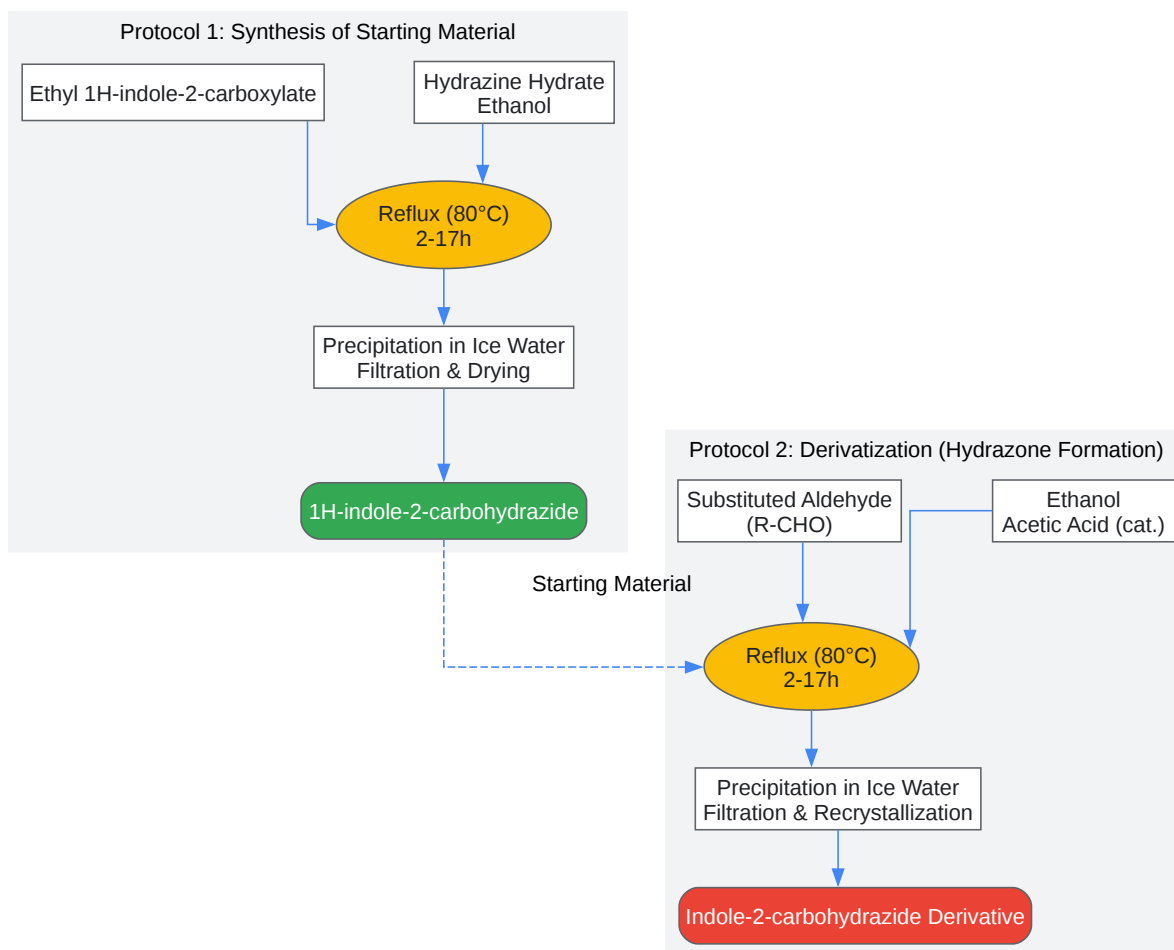 Protocol 1: Synthesis of Starting Material
Ethyl 1H-indole-2-carboxylate
Hydrazine Hydrate
Ethanol
Reflux (80°C)
2-17h
Precipitation in Ice Water
Filtration & Drying
1H-indole-2-carbohydrazide
Starting Material
Protocol 2: Derivatization (Hydrazone Formation)
Substituted Aldehyde
(R-CHO)
Ethanol
Acetic Acid (cat.)
Reflux (80°C)
2-17h
Precipitation in Ice Water
Filtration & Recrystallization
Indole-2-carbohydrazide Derivative